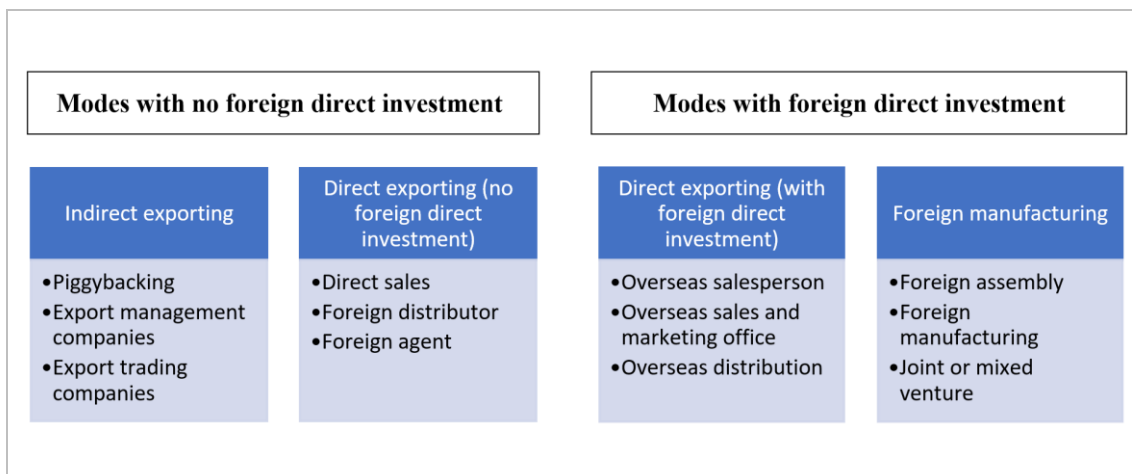 Modes with no foreign direct investment
Modes with foreign direct investment
Indirect exporting
•Piggybacking
•Export management
companies
•Export trading
companies
Direct exporting (no
foreign direct
investment)
•Direct sales
•Foreign distributor
•Foreign agent
Direct exporting (with
foreign direct
investment)
•Overseas salesperson
•Overseas sales and
marketing office
•Overseas distribution
Foreign manufacturing
•Foreign assembly
•Foreign
manufacturing
•Joint or mixed
venture